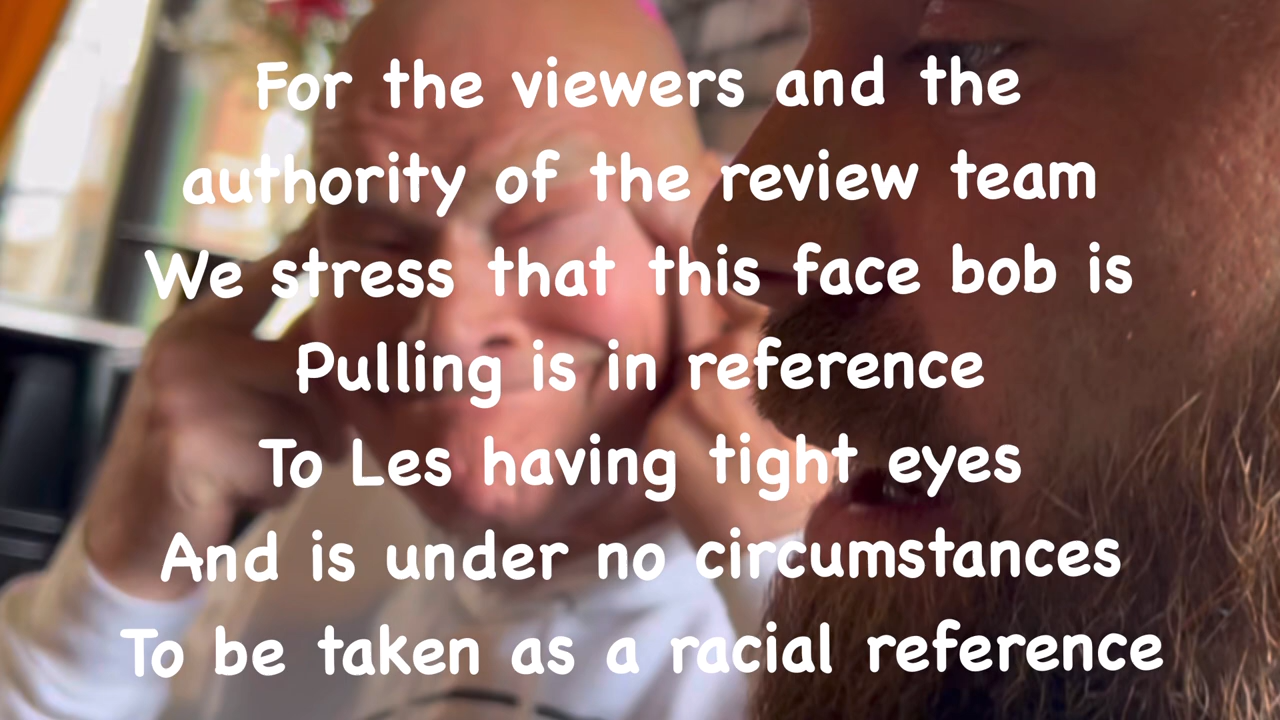 For the viewers and the
authority of the review team
We stress that this face bob is
Pulling is in reference
To Les having tight eyes
And is under no circumstances
To be taken as a racial reference